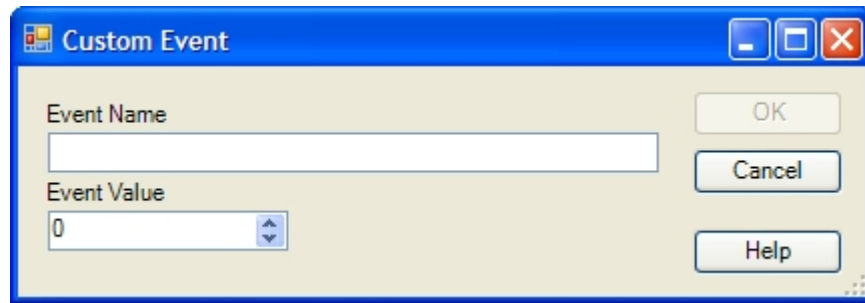 Custom Event
Event Name
OK
Cancel
Event Value
0
Help